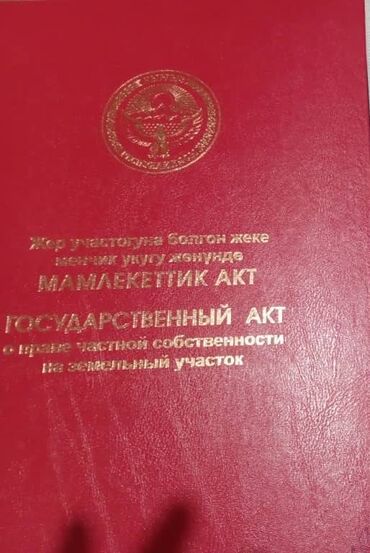 Жер участогуна болгон жеке
менчик укугу жөнүндө
МАМЛЕКЕТТИК АКТ
ГОСУДАРСТВЕННЫЙ АКТ
о праве частной собственности
на земельный участок